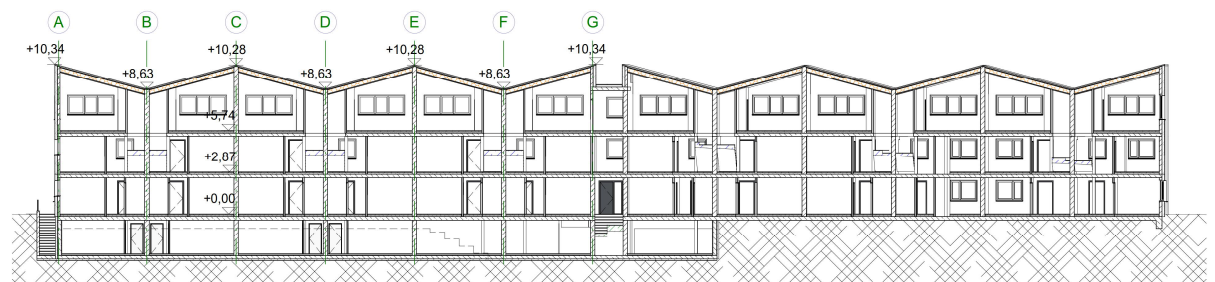 A B C D E F G
+10,34 +10,28 +10,28 +10,34
+8,63 +8,63 +8,63
+5,74
+2,87
+0,00